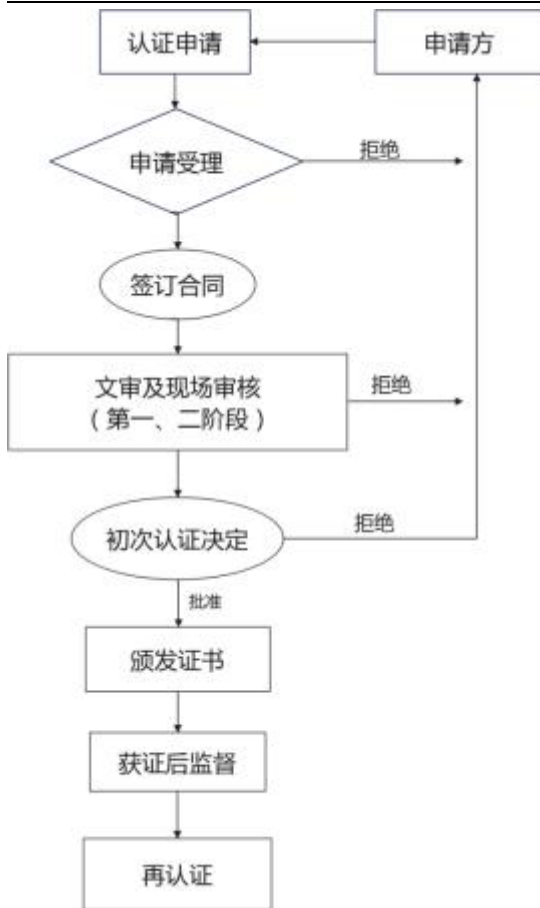 认证申请
申请方
申请受理
拒绝
签订合同
文审及现场审核
（第一、二阶段）
拒绝
初次认证决定
拒绝
批准
颁发证书
获证后监督
再认证